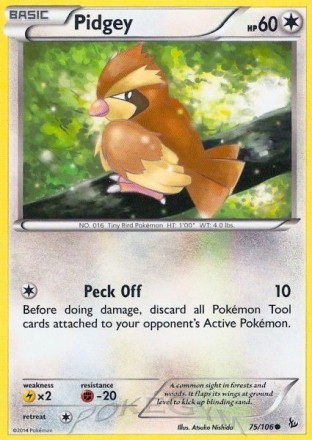 BASIC
Pidgey
HP60
NO. 016 Tiny Bird Pokémon HT: 1'00" WT: 4.0 lbs.
Peck Off 10
Before doing damage, discard all Pokémon Tool
cards attached to your opponent's Active Pokémon.
weakness
×2
resistance
-20
retreat
A common sight in forests and
woods. It flaps its wings at ground
level to kick up blinding sand.
Illus. Atsuko Nishida
75/106
©2014 Pokémon